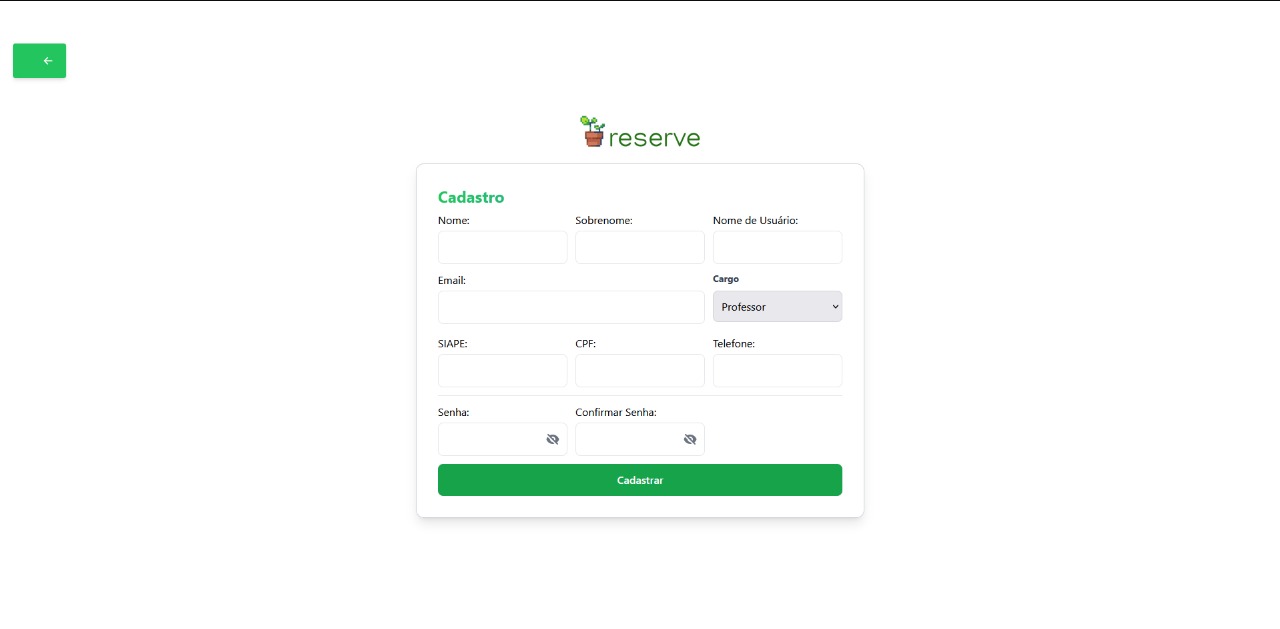 reserve
Cadastro
Nome: Sobrenome: Nome de Usuário:
Email: Cargo
Professor
SIAPE: CPF: Telefone:
Senha: Confirmar Senha:
Cadastrar